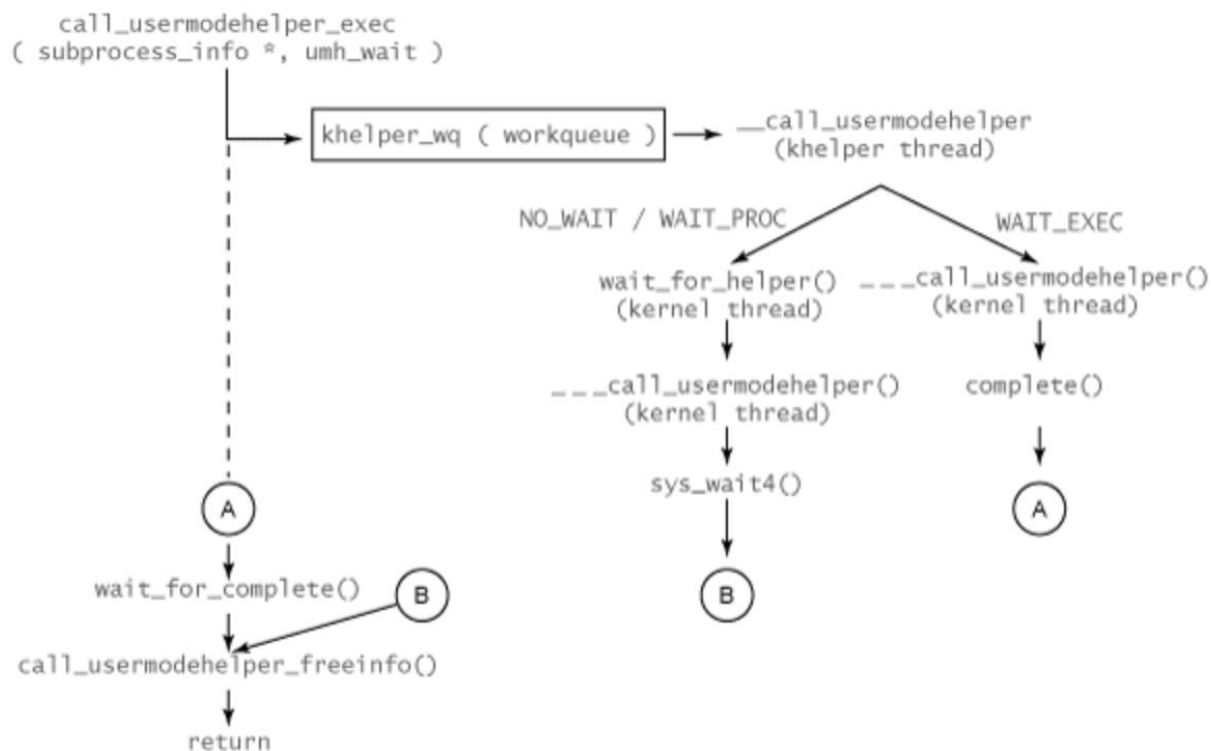 call_usermodehelper_exec
( subprocess_info *, umh_wait )
khelper_wq ( workqueue )
__call_usermodehelper
(khelper thread)
NO_WAIT / WAIT_PROC
WAIT_EXEC
wait_for_helper()
(kernel thread)
___call_usermodehelper()
(kernel thread)
___call_usermodehelper()
(kernel thread)
complete()
sys_wait4()
A
A
wait_for_complete()
B
B
call_usermodehelper_freeinfo()
return